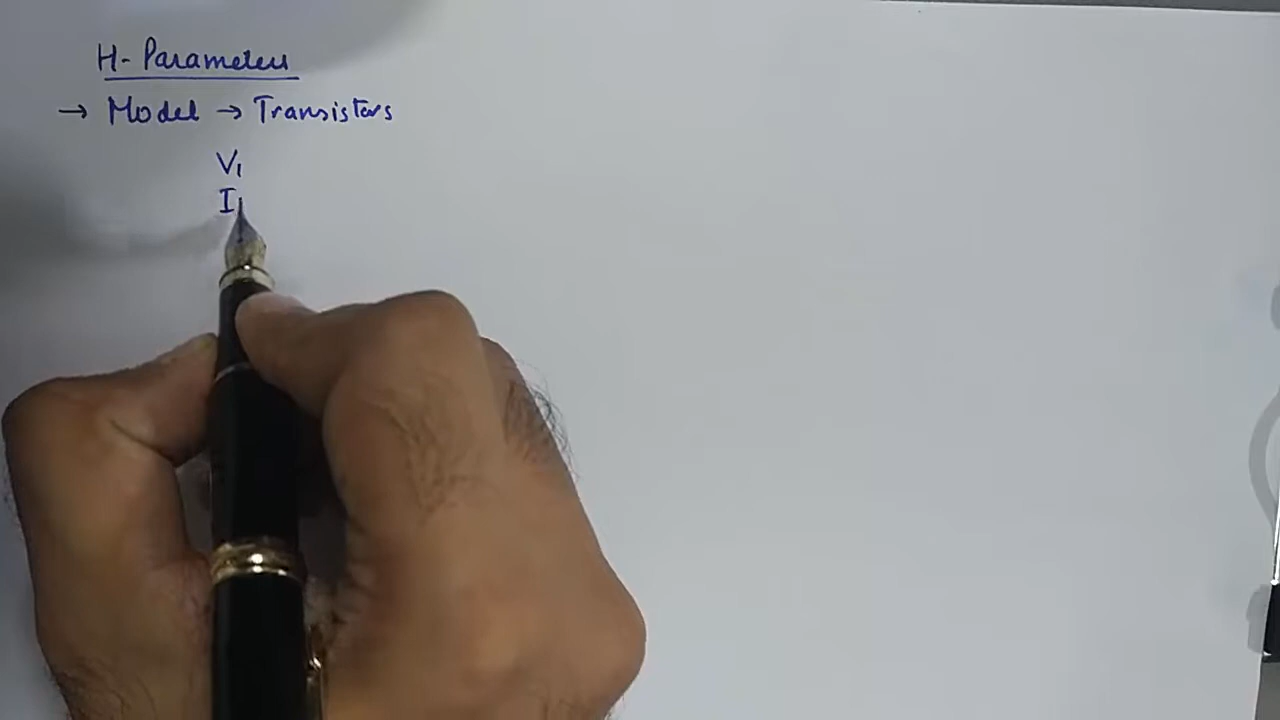 H- Parameters
→ Model → Transistors
V₁
I₁